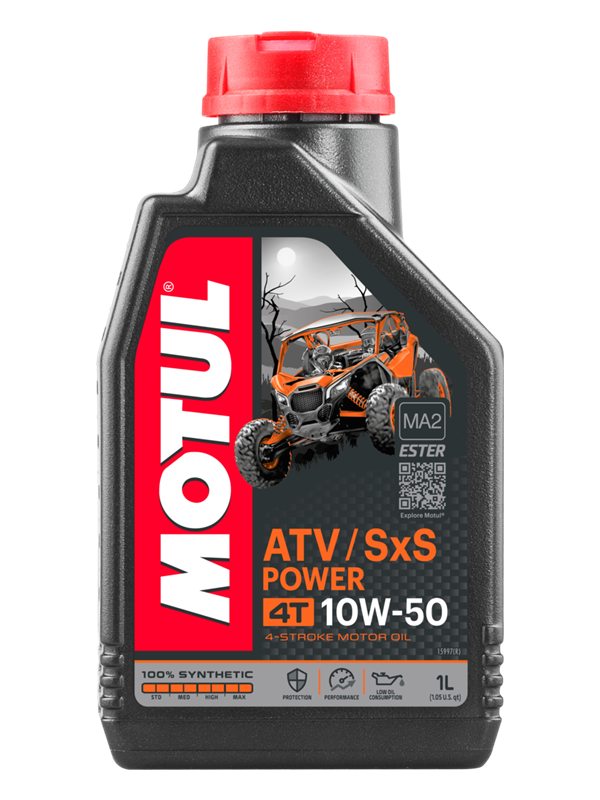 MOTUL®
MA2
ESTER
Explore Motul®
ATV/SxS
POWER
4T 10W-50
4-STROKE MOTOR OIL
15997(R)
100% SYNTHETIC
STD MED HIGH MAX
PROTECTION
PERFORMANCE
LOW OIL
CONSUMPTION
1L
(1.05 U.S. qt)